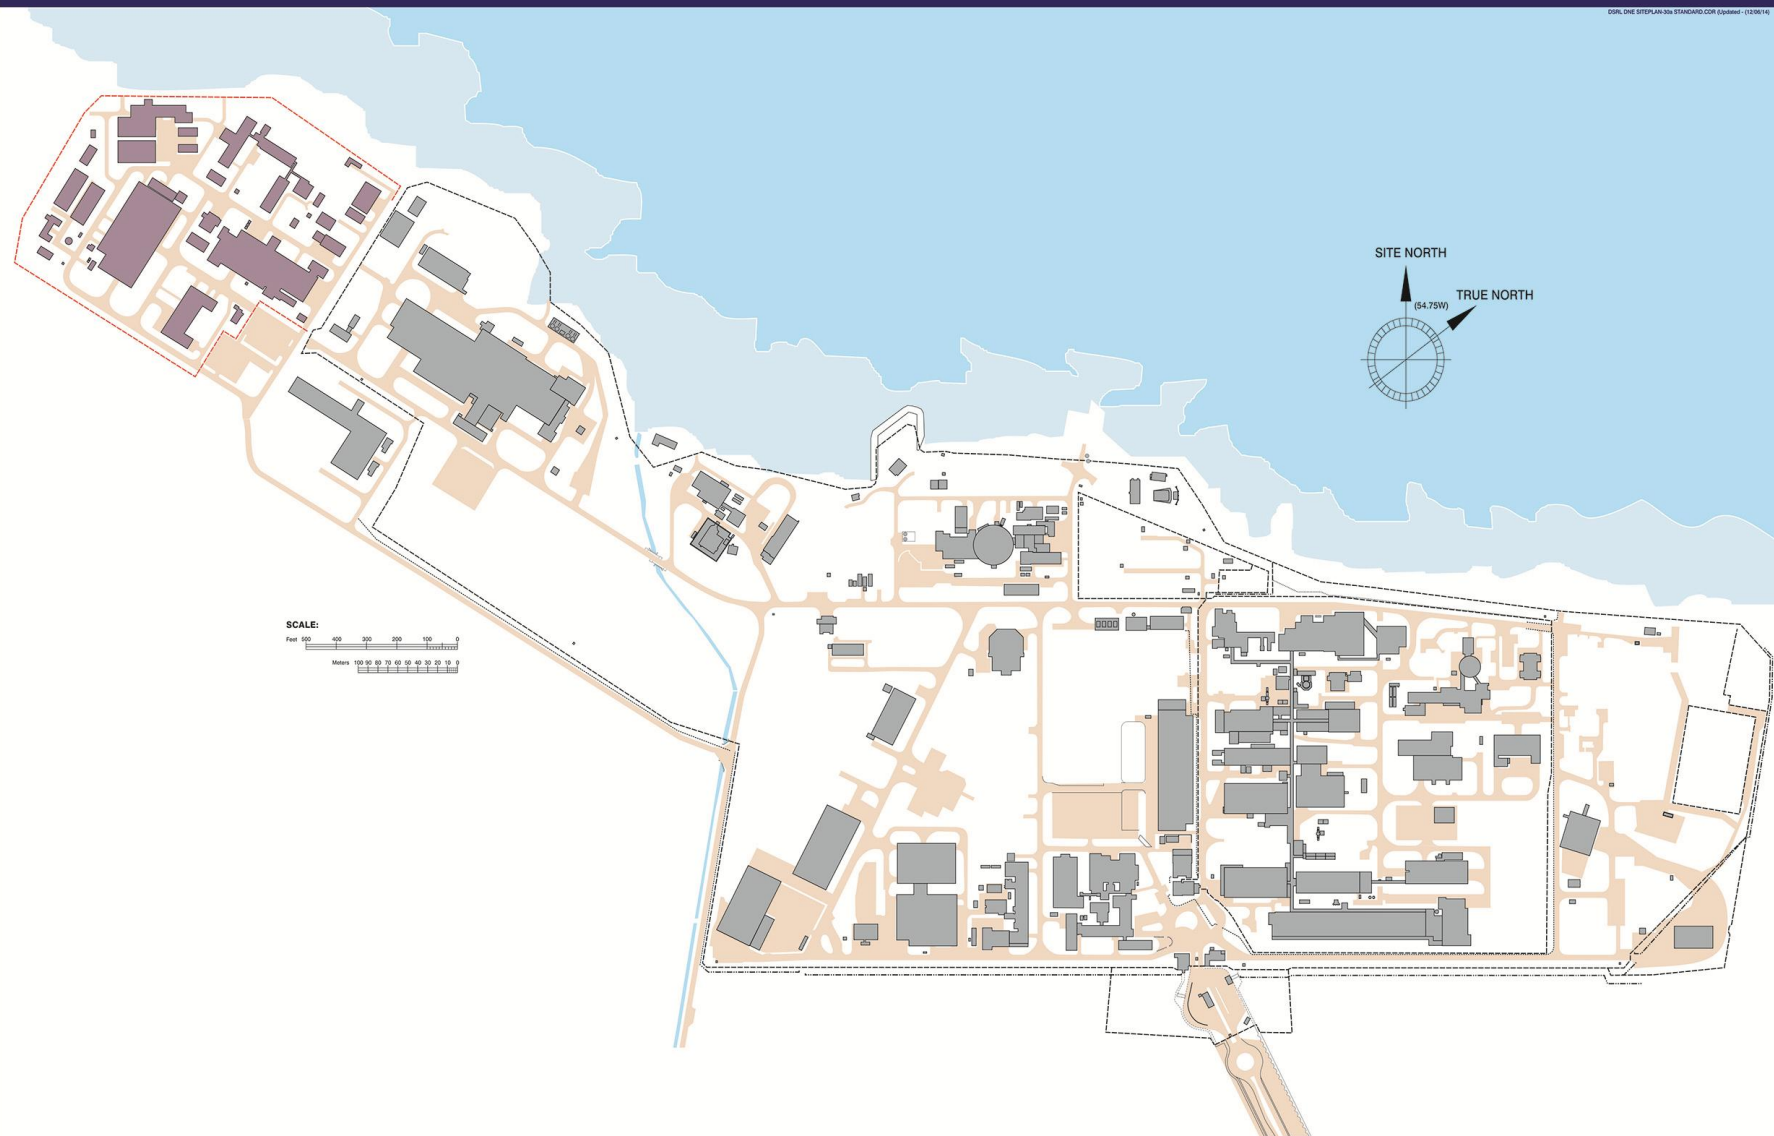 DSRL DNE SITEPLAN-30a STANDARD.CDR (Updated - (12/06/14)
SITE NORTH
TRUE NORTH
(54.75W)
SCALE:
Feet 500 400 300 200 100 0
Meters 100 90 80 70 60 50 40 30 20 10 0